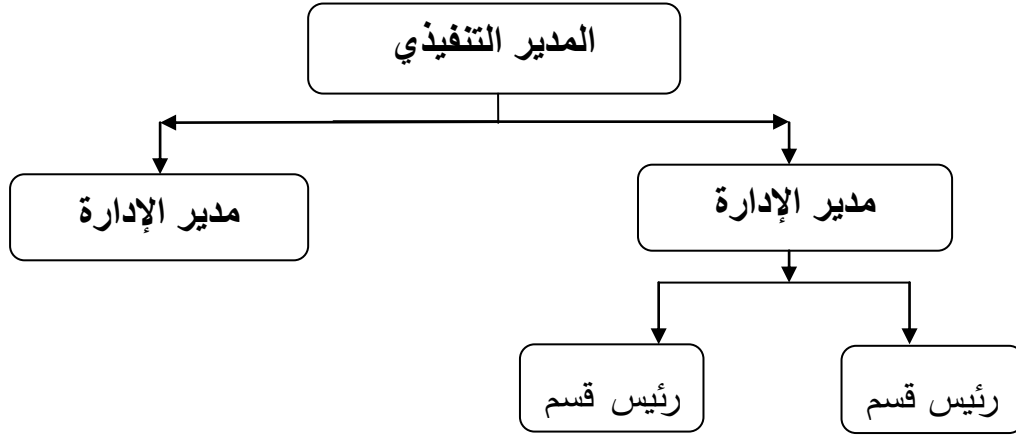 المدير التنفيذي
مدير الإدارة
مدير الإدارة
رئيس قسم
رئيس قسم